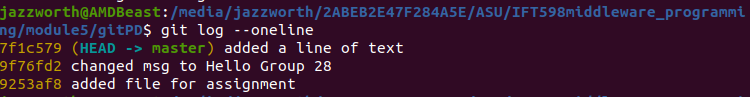 jazzworth@AMDBeast:/media/jazzworth/2ABEB2E47F284A5E/ASU/IFT598middleware_programmi
ng/module5/gitPD$ git log --oneline
7f1c579 (HEAD -> master) added a line of text
9f76fd2 changed msg to Hello Group 28
9253af8 added file for assignment